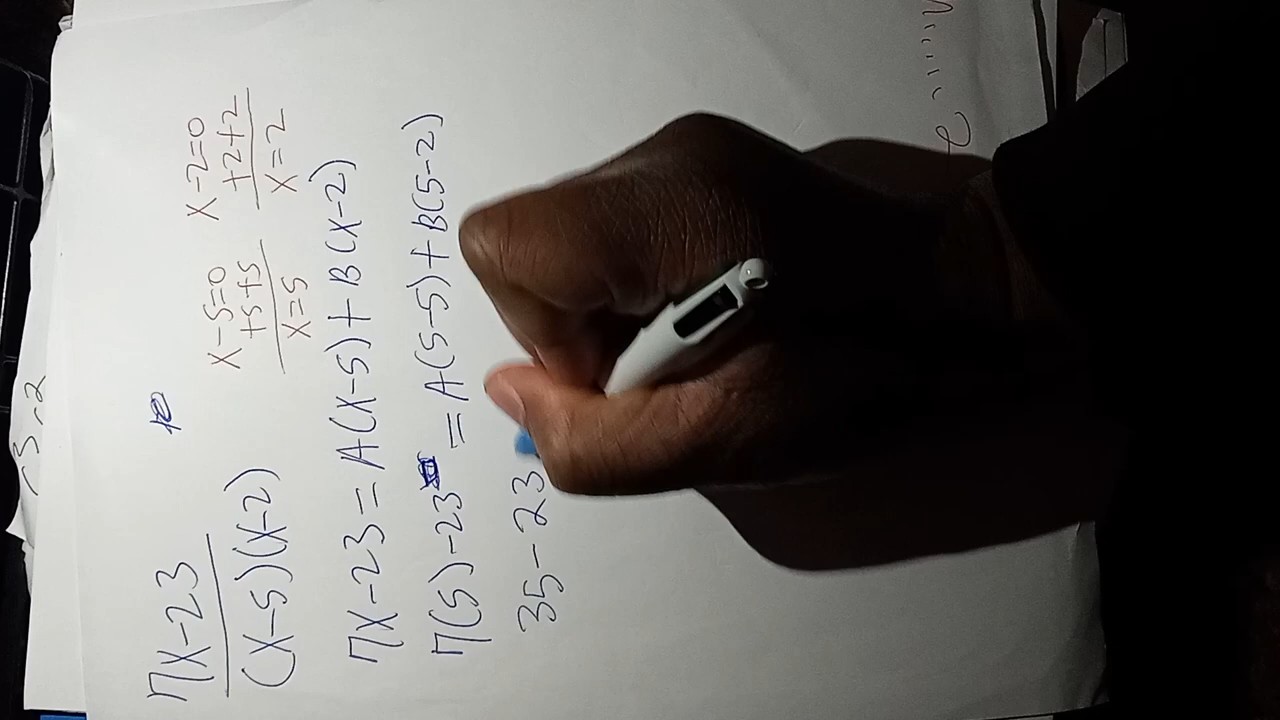 7x-23
(x-5)(x-2)
x-5=0
+5+5
x=5
x-2=0
+2+2
x=2
7x-23=A(x-5)+B(x-2)
7(5)-23=A(5-5)+B(5-2)
35-23